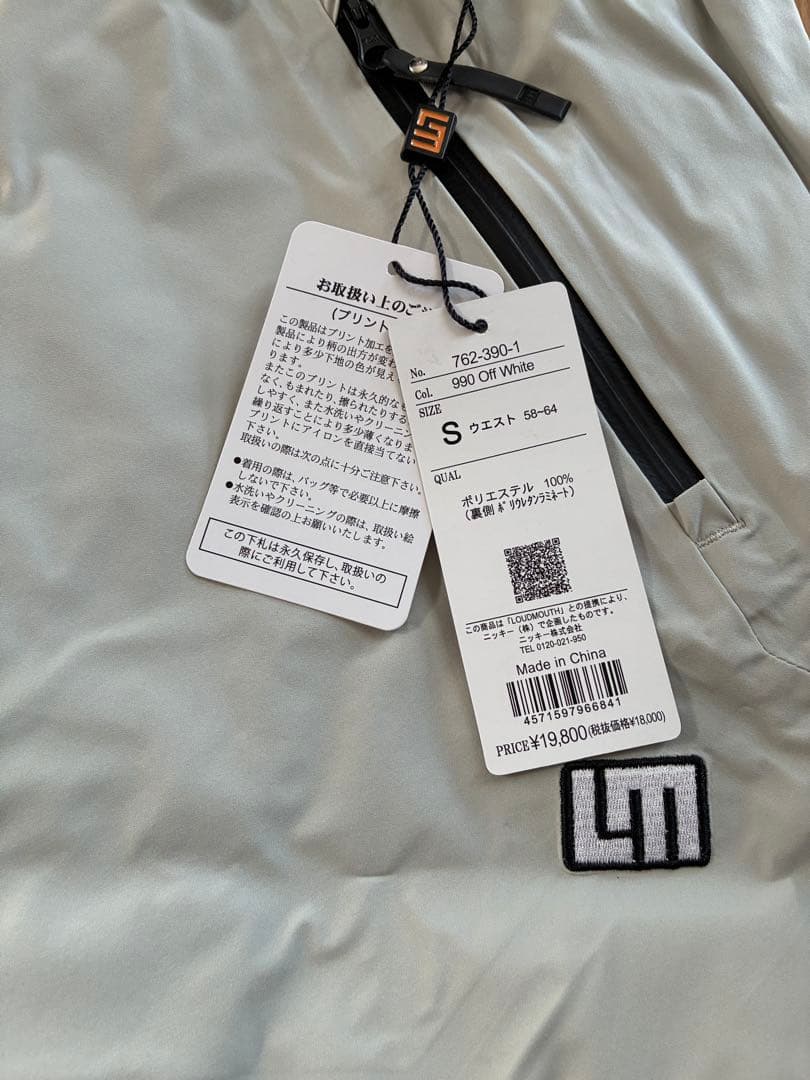 お取扱い上のご
(プリント
この製品はプリント加工を
製品により柄の出方が変わ
により多少下地の色が見え
ります。
またこのプリントは永久的なも
なく、もまれたり、擦られたりする
しやすく、また水洗いやクリーニン
繰り返すことにより多少薄くなりま
プリントにアイロンを直接当てない
下さい。
取扱いの際は次の点に十分ご注意下さい。
●着用の際は、バッグ等で必要以上に摩擦
しないで下さい。
●水洗いやクリーニングの際は、取扱い絵
表示を確認の上お願いいたします。
この下札は永久保存し、取扱いの
際にご利用して下さい。
No. 762-390-1
Col. 990 Off White
SIZE
S ウエスト 58~64
QUAL
ポリエステル 100%
(裏側 ﾎﾟﾘｳﾚﾀﾝﾗﾐﾈｰﾄ)
この商品は「LOUDMOUTH」との提携により、
ニッキー(株)で企画したものです。
ニッキー株式会社
TEL 0120-021-950
Made in China
4571597966841
PRICE ¥19,800 (税抜価格¥18,000)
LM